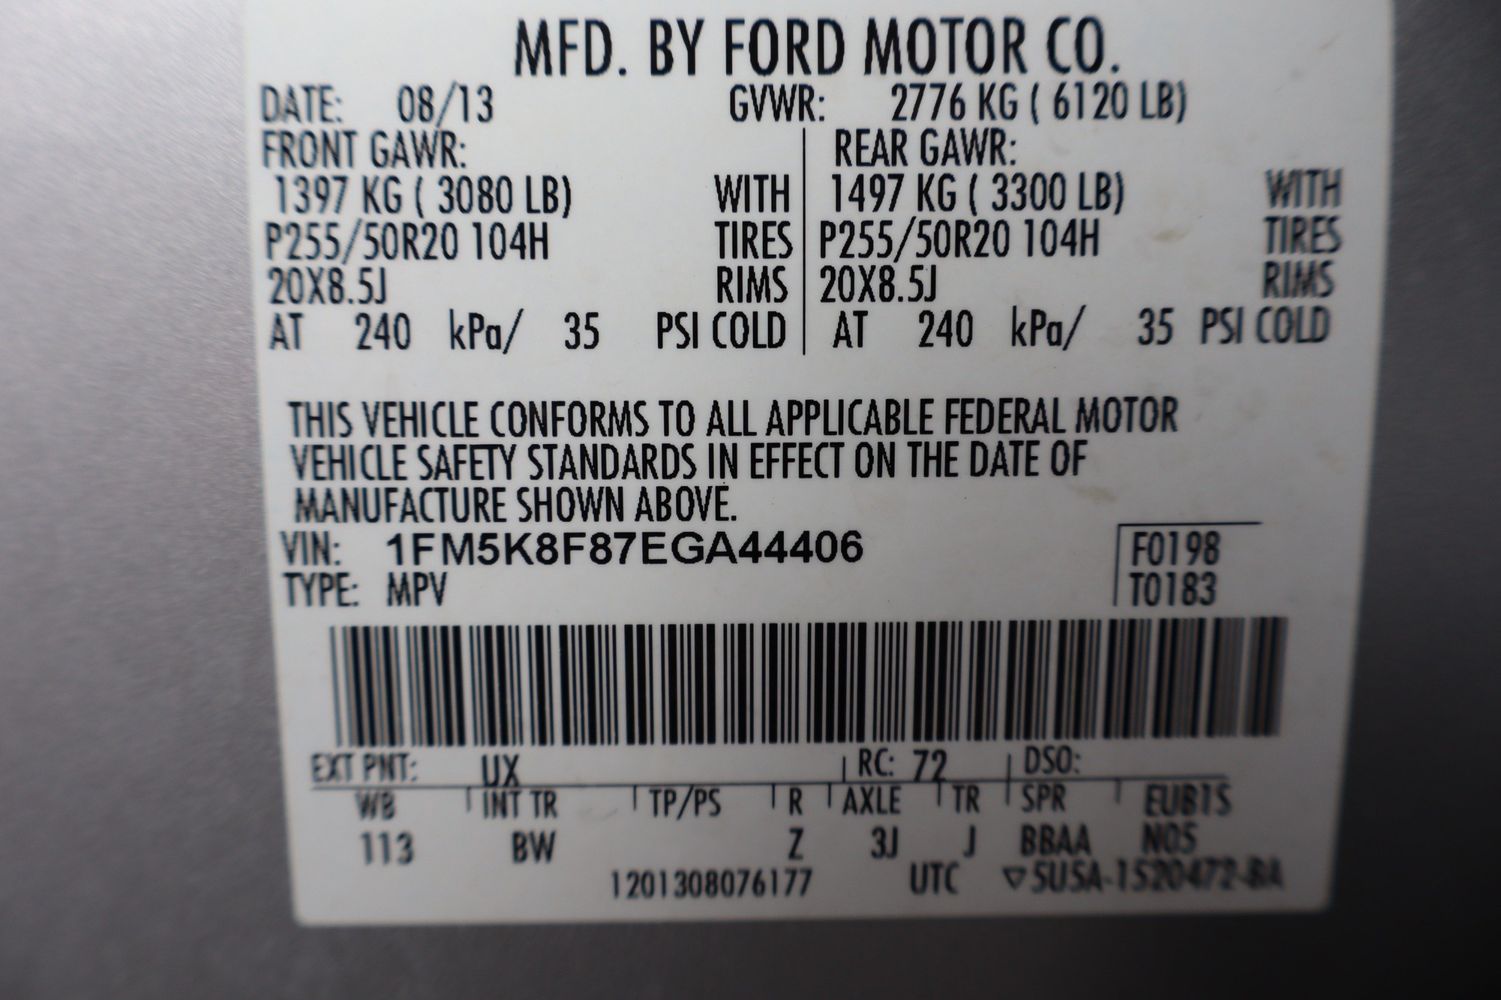 MFD. BY FORD MOTOR CO.
DATE: 08/13 GVWR: 2776 KG ( 6120 LB)
FRONT GAWR: REAR GAWR:
1397 KG ( 3080 LB) WITH 1497 KG ( 3300 LB) WITH
P255/50R20 104H TIRES P255/50R20 104H TIRES
20X8.5J RIMS 20X8.5J RIMS
AT 240 kPa/ 35 PSI COLD AT 240 kPa/ 35 PSI COLD
THIS VEHICLE CONFORMS TO ALL APPLICABLE FEDERAL MOTOR
VEHICLE SAFETY STANDARDS IN EFFECT ON THE DATE OF
MANUFACTURE SHOWN ABOVE.
VIN: 1FM5K8F87EGA44406 F0198
TYPE: MPV T0183
EXT PNT: UX RC: 72 DSO:
WB INT TR TP/PS R AXLE TR SPR EUBTS
113 BW Z 3J J BBAA N05
1201308076177 UTC ▽5U5A-1520472-BA